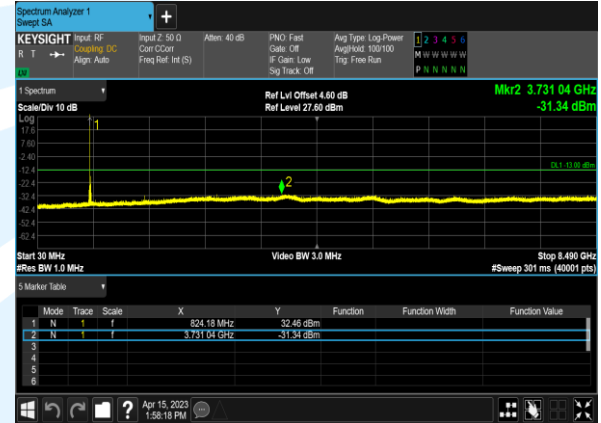 Spectrum Analyzer 1
Swept SA
KEYSIGHT
R T
Input: RF
Coupling: DC
Align: Auto
Input Z: 50 Ω
Corr CCorr
Freq Ref: Int (S)
Atten: 40 dB
PNO: Fast
Gate: Off
IF Gain: Low
Sig Track: Off
Avg Type: Log-Power
Avg|Hold: 100/100
Trig: Free Run
1 2 3 4 5 6
M W W W W W
P N N N N N
1 Spectrum
Scale/Div 10 dB
Ref Lvl Offset 4.60 dB
Ref Level 27.60 dBm
Mkr2 3.731 04 GHz
-31.34 dBm
Log
17.6
7.60
-2.40
-12.4
-22.4
-32.4
-42.4
-52.4
-62.4
1
2
DL1 -13.00 dBm
Start 30 MHz
#Res BW 1.0 MHz
Video BW 3.0 MHz
Stop 8.490 GHz
#Sweep 301 ms (40001 pts)
5 Marker Table
Mode Trace Scale X Y Function Function Width Function Value
1 N 1 f 824.18 MHz 32.46 dBm
2 N 1 f 3.731 04 GHz -31.34 dBm
3
4
5
6
Apr 15, 2023
1:58:18 PM